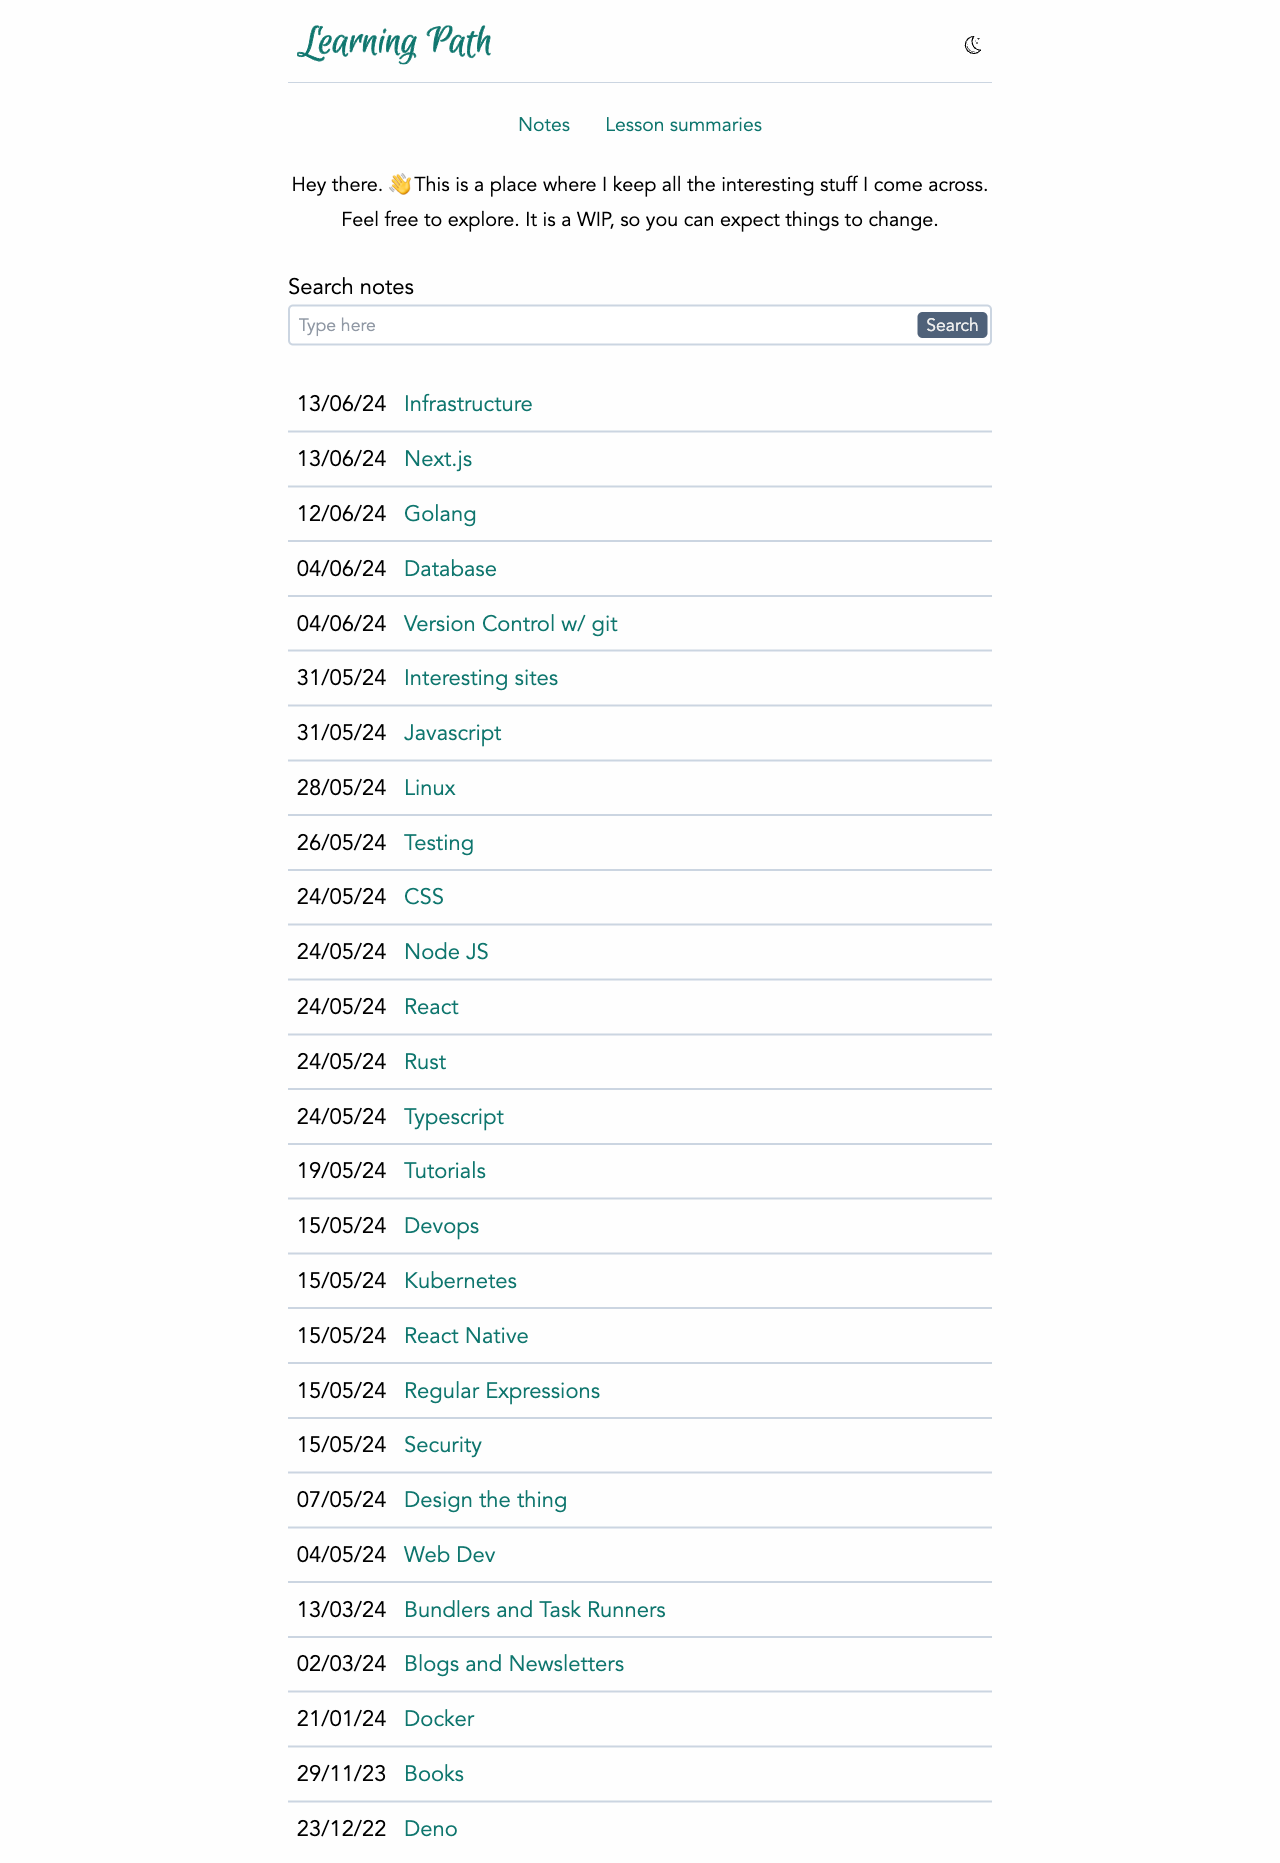 Learning Path
Notes Lesson summaries
Hey there. 👋 This is a place where I keep all the interesting stuff I come across.
Feel free to explore. It is a WIP, so you can expect things to change.
Search notes
Type here Search
13/06/24 Infrastructure
13/06/24 Next.js
12/06/24 Golang
04/06/24 Database
04/06/24 Version Control w/ git
31/05/24 Interesting sites
31/05/24 Javascript
28/05/24 Linux
26/05/24 Testing
24/05/24 CSS
24/05/24 Node JS
24/05/24 React
24/05/24 Rust
24/05/24 Typescript
19/05/24 Tutorials
15/05/24 Devops
15/05/24 Kubernetes
15/05/24 React Native
15/05/24 Regular Expressions
15/05/24 Security
07/05/24 Design the thing
04/05/24 Web Dev
13/03/24 Bundlers and Task Runners
02/03/24 Blogs and Newsletters
21/01/24 Docker
29/11/23 Books
23/12/22 Deno